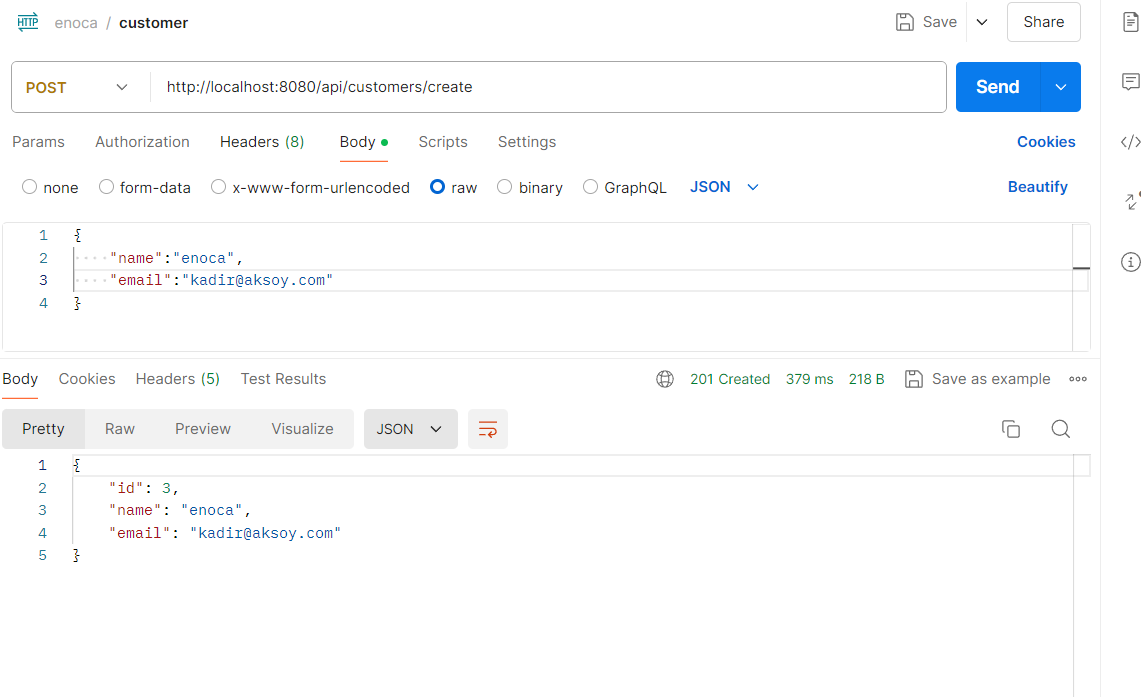 HTTP enoca / customer Save Share
POST http://localhost:8080/api/customers/create Send
Params Authorization Headers (8) Body Scripts Settings Cookies
none form-data x-www-form-urlencoded raw binary GraphQL JSON Beautify
1 {
2 ····"name":"enoca",
3 ····"email":"kadir@aksoy.com"
4 }
Body Cookies Headers (5) Test Results 201 Created 379 ms 218 B Save as example
Pretty Raw Preview Visualize JSON
1 {
2 "id": 3,
3 "name": "enoca",
4 "email": "kadir@aksoy.com"
5 }